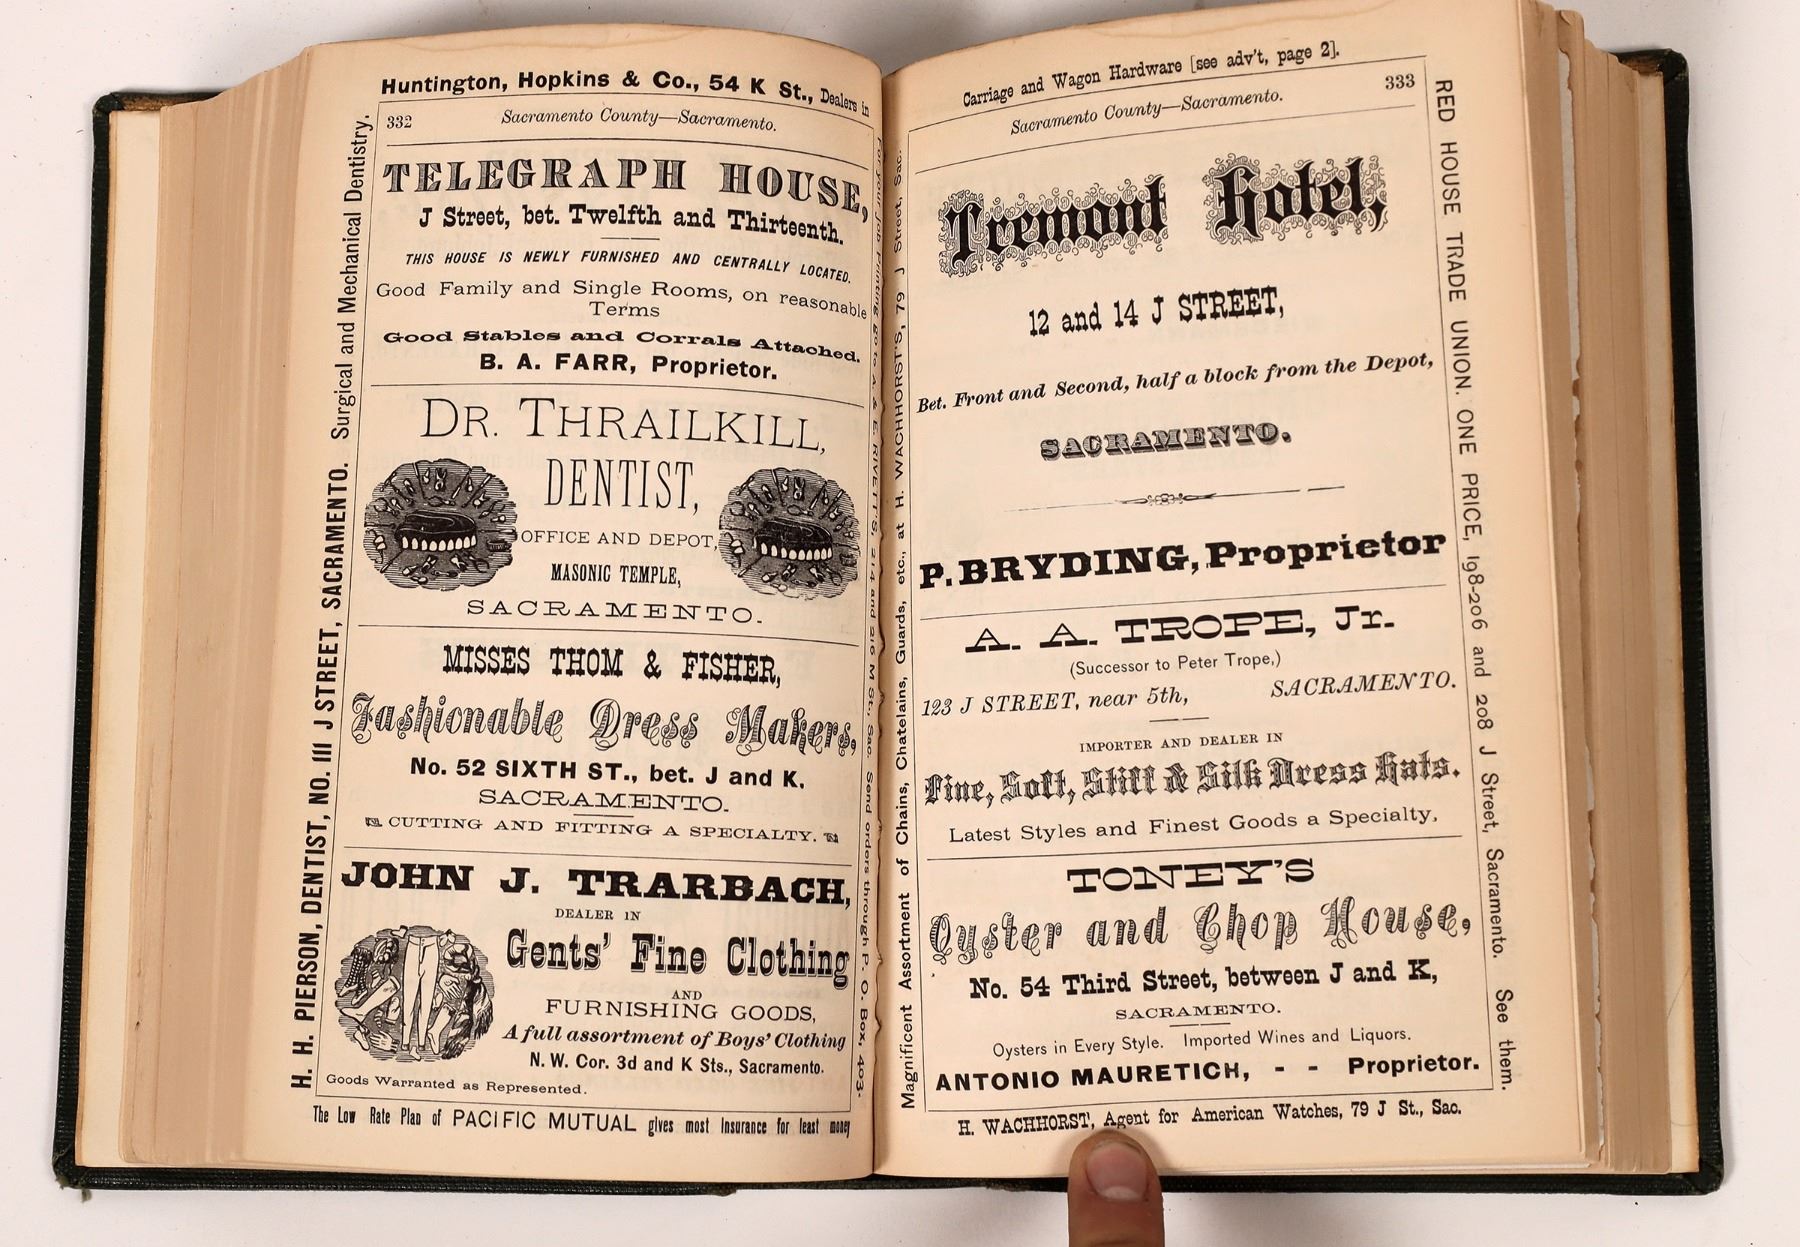 Huntington, Hopkins & Co., 54 K St., Dealers in
332
Sacramento County—Sacramento.
TELEGRAPH HOUSE,
J Street, bet. Twelfth and Thirteenth.
THIS HOUSE IS NEWLY FURNISHED AND CENTRALLY LOCATED.
Good Family and Single Rooms, on reasonable
Terms
Good Stables and Corrals Attached.
B. A. FARR, Proprietor.
DR. THRAILKILL,
DENTIST,
OFFICE AND DEPOT,
MASONIC TEMPLE,
SACRAMENTO.
MISSES THOM & FISHER,
Fashionable Dress Makers,
No. 52 SIXTH ST., bet. J and K.
SACRAMENTO.
CUTTING AND FITTING A SPECIALTY.
JOHN J. TRARBACH,
DEALER IN
Gents' Fine Clothing
AND
FURNISHING GOODS,
A full assortment of Boys' Clothing
N. W. Cor. 3d and K Sts., Sacramento.
Goods Warranted as Represented.
The Low Rate Plan of PACIFIC MUTUAL gives most Insurance for least money
H. H. PIERSON, DENTIST, NO. 111 J STREET, SACRAMENTO. Surgical and Mechanical Dentistry.
For your Job Printing go to A. & E. RIVETT'S, 214 and 216 M St., Sac. Send orders through P. O. Box, 493.
Carriage and Wagon Hardware [see adv't, page 2].
Sacramento County—Sacramento.
333
Tremont Hotel,
12 and 14 J STREET,
Bet. Front and Second, half a block from the Depot,
SACRAMENTO.
P. BRYDING, Proprietor
A. A. TROPE, Jr.
(Successor to Peter Trope,)
123 J STREET, near 5th, SACRAMENTO.
IMPORTER AND DEALER IN
Fine, Soft, Stiff & Silk Dress Hats.
Latest Styles and Finest Goods a Specialty,
TONEY'S
Oyster and Chop House,
No. 54 Third Street, between J and K,
SACRAMENTO.
Oysters in Every Style. Imported Wines and Liquors.
ANTONIO MAURETICH, - - Proprietor.
H. WACHHORST, Agent for American Watches, 79 J St., Sac.
Magnificent Assortment of Chains, Chatelains, Guards, etc., at H. WACHHORST'S, 79 J Street, Sac.
RED HOUSE TRADE UNION. ONE PRICE, 198-206 and 208 J Street, Sacramento. See them.